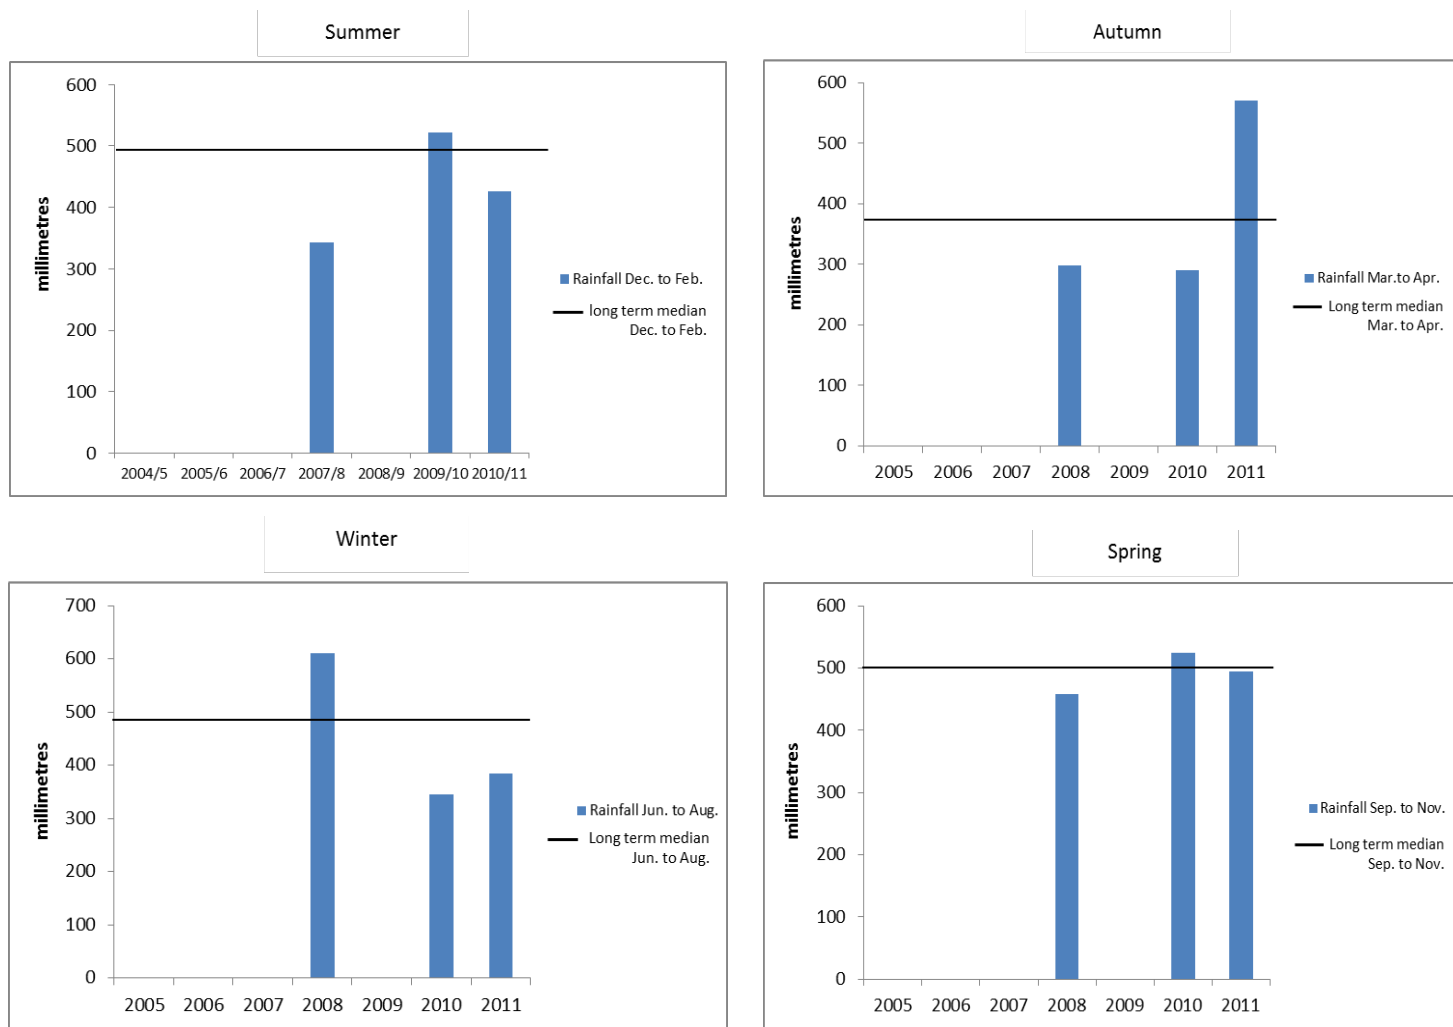 Summer
600
500
400
300
200
100
0
millimetres
2004/5 2005/6 2006/7 2007/8 2008/9 2009/10 2010/11
Rainfall Dec. to Feb.
long term median
Dec. to Feb.
Autumn
600
500
400
300
200
100
0
millimetres
2005 2006 2007 2008 2009 2010 2011
Rainfall Mar.to Apr.
Long term median
Mar. to Apr.
Winter
700
600
500
400
300
200
100
0
millimetres
2005 2006 2007 2008 2009 2010 2011
Rainfall Jun. to Aug.
Long term median
Jun. to Aug.
Spring
600
500
400
300
200
100
0
millimetres
2005 2006 2007 2008 2009 2010 2011
Rainfall Sep. to Nov.
Long term median
Sep. to Nov.